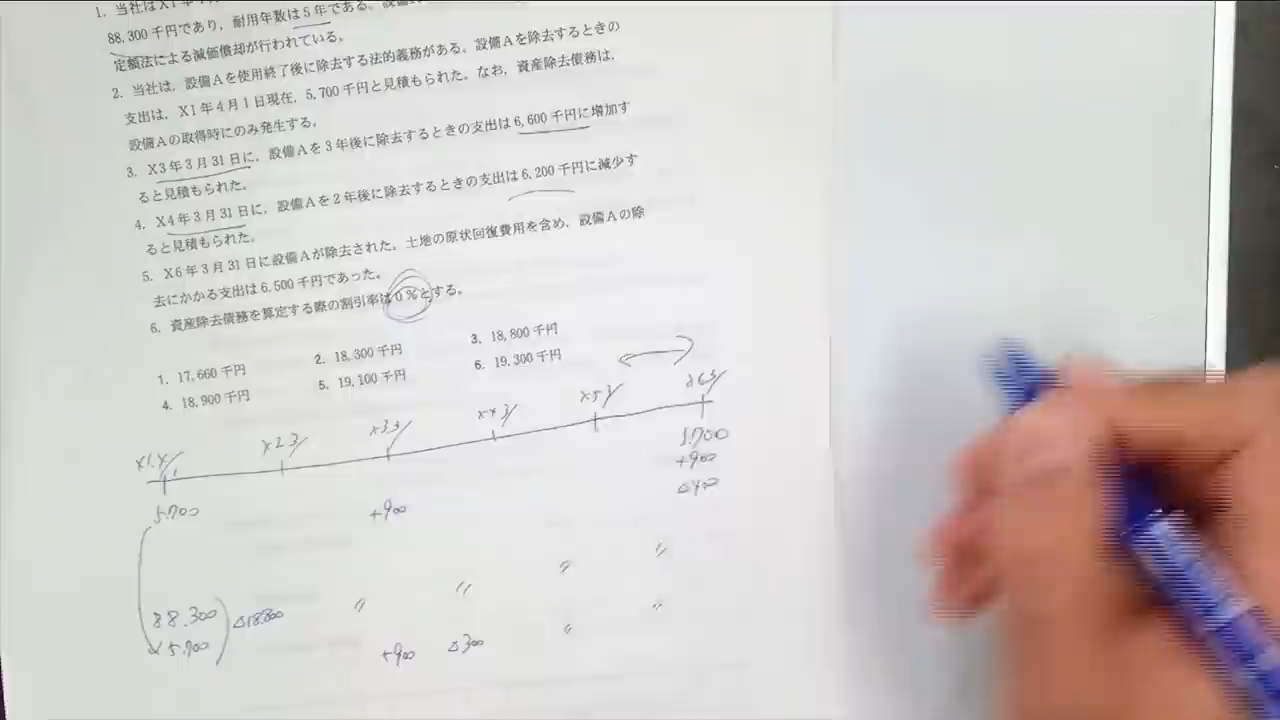 1. 当社はX1年4月
88,300千円であり，耐用年数は5年である。設備
定額法による減価償却が行われている。
2. 当社は，設備Aを使用終了後に除去する法的義務がある。設備Aを除去するときの
支出は，X1年4月1日現在，5,700千円と見積もられた。なお，資産除去債務は，
設備Aの取得時にのみ発生する。
3. X3年3月31日に，設備Aを3年後に除去するときの支出は6,600千円に増加す
ると見積もられた。
4. X4年3月31日に，設備Aを2年後に除去するときの支出は6,200千円に減少す
ると見積もられた。
5. X6年3月31日に設備Aが除去された。土地の原状回復費用を含め，設備Aの除
去にかかる支出は6,500千円であった。
6. 資産除去債務を算定する際の割引率は0%とする。
1. 17,660千円 2. 18,300千円 3. 18,800千円
4. 18,900千円 5. 19,100千円 6. 19,300千円
X1.4/1 X2 3/ X3 3/ X4 3/ X5 3/ X6 3/
5.700 +900 5.700
+900
△400
〃 〃
88.300 △18.800 〃 〃 〃
5.700 +900 △300 〃